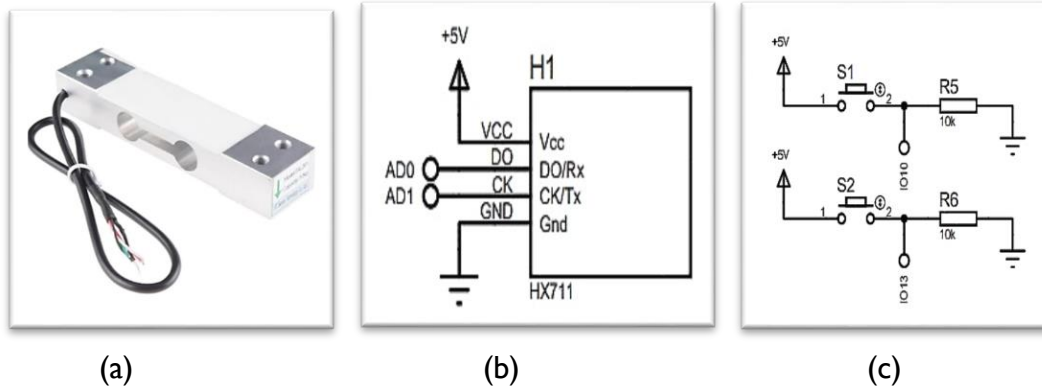 +5V
H1
VCC
Vcc
AD0
DO
DO/Rx
AD1
CK
CK/Tx
GND
Gnd
HX711
+5V
S1
1
2
R5
10k
IO10
+5V
S2
1
2
R6
10k
IO13
(a)
(b)
(c)